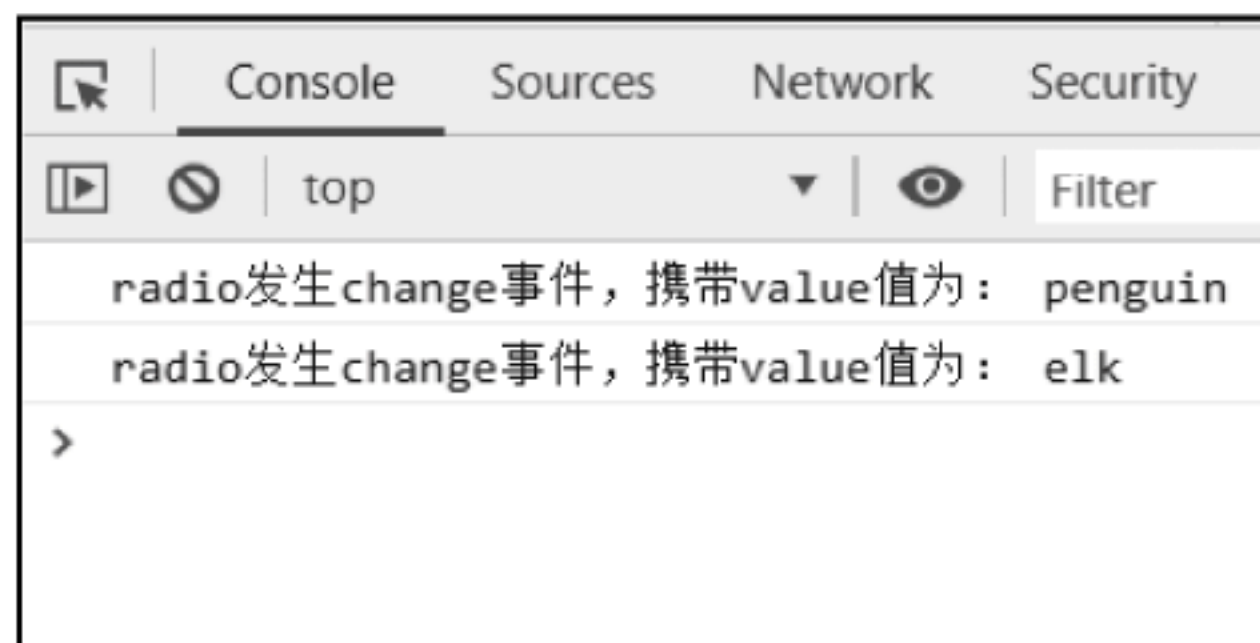 Console Sources Network Security
top Filter
radio发生change事件，携带value值为： penguin
radio发生change事件，携带value值为： elk
>